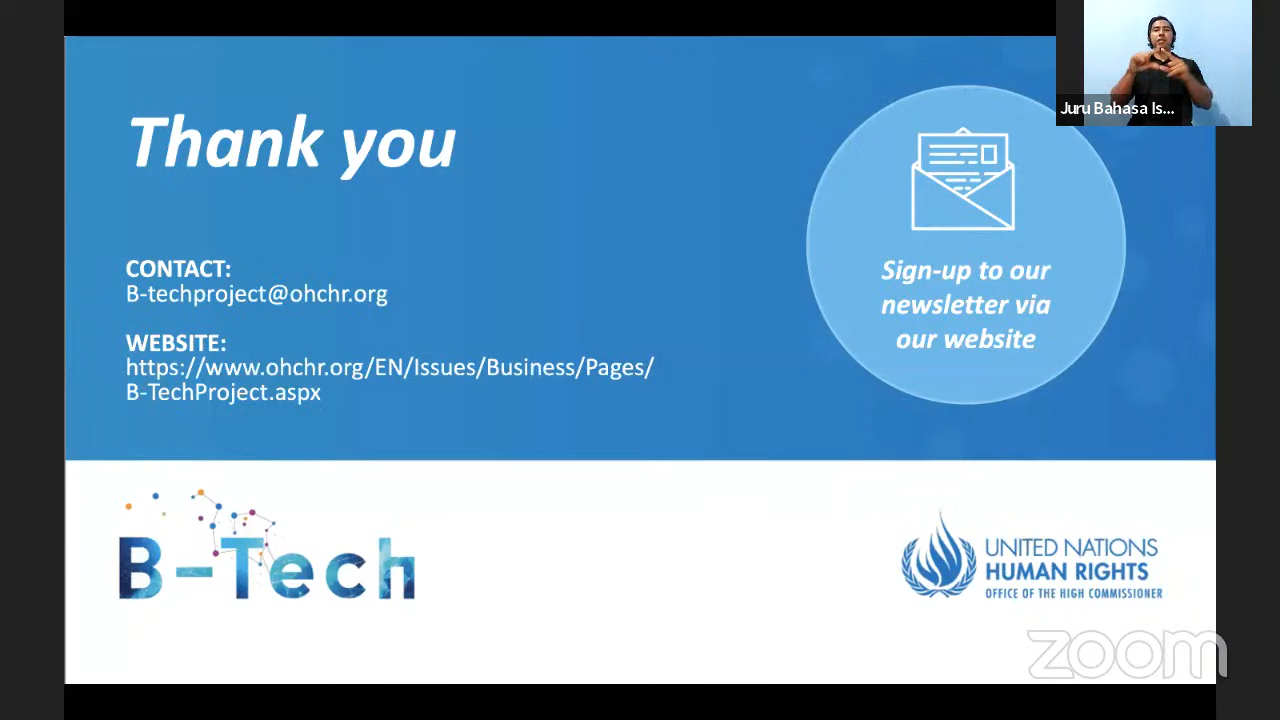 Juru Bahasa Is...
Thank you
CONTACT:
B-techproject@ohchr.org
WEBSITE:
https://www.ohchr.org/EN/Issues/Business/Pages/
B-TechProject.aspx
Sign-up to our
newsletter via
our website
B-Tech
UNITED NATIONS
HUMAN RIGHTS
OFFICE OF THE HIGH COMMISSIONER
zoom